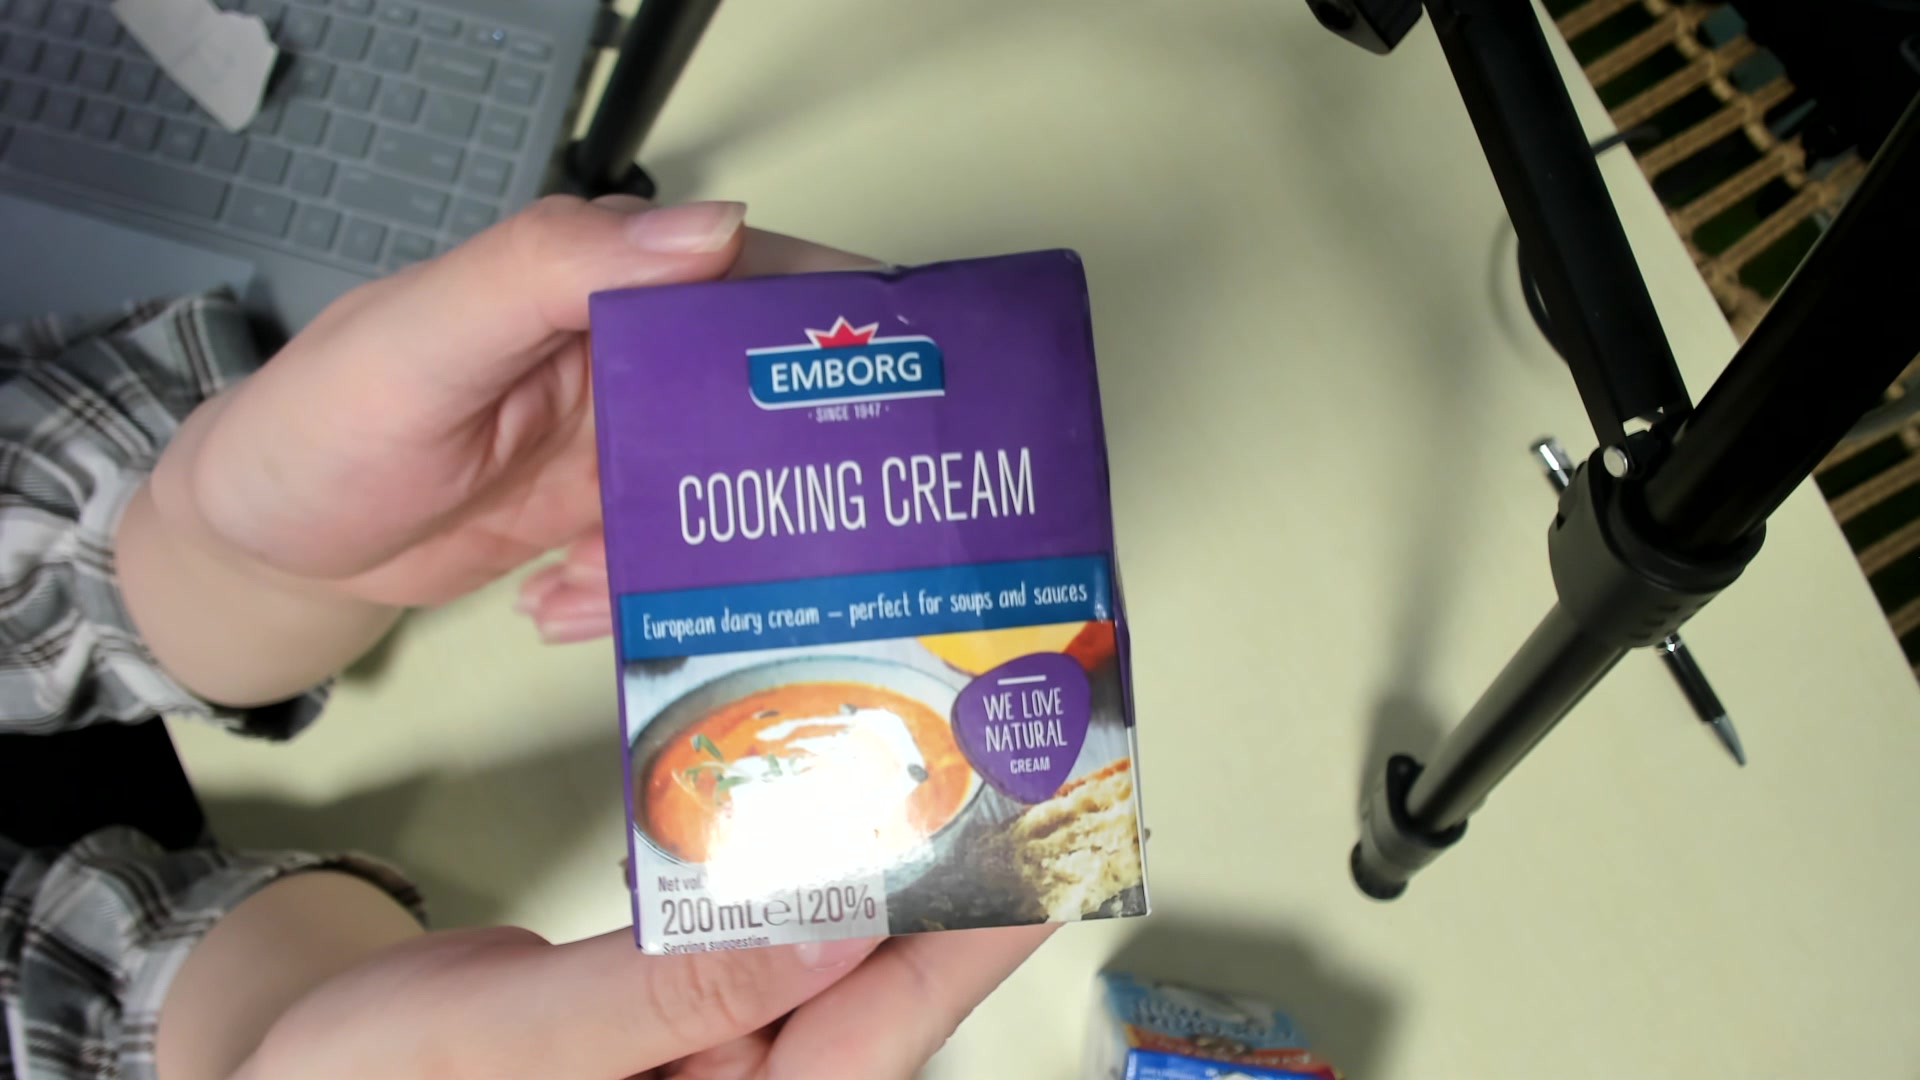 EMBORG
· SINCE 1947 ·
COOKING CREAM
European dairy cream – perfect for soups and sauces
WE LOVE
NATURAL
CREAM
Net vol.
200mLe|20%
Serving suggestion